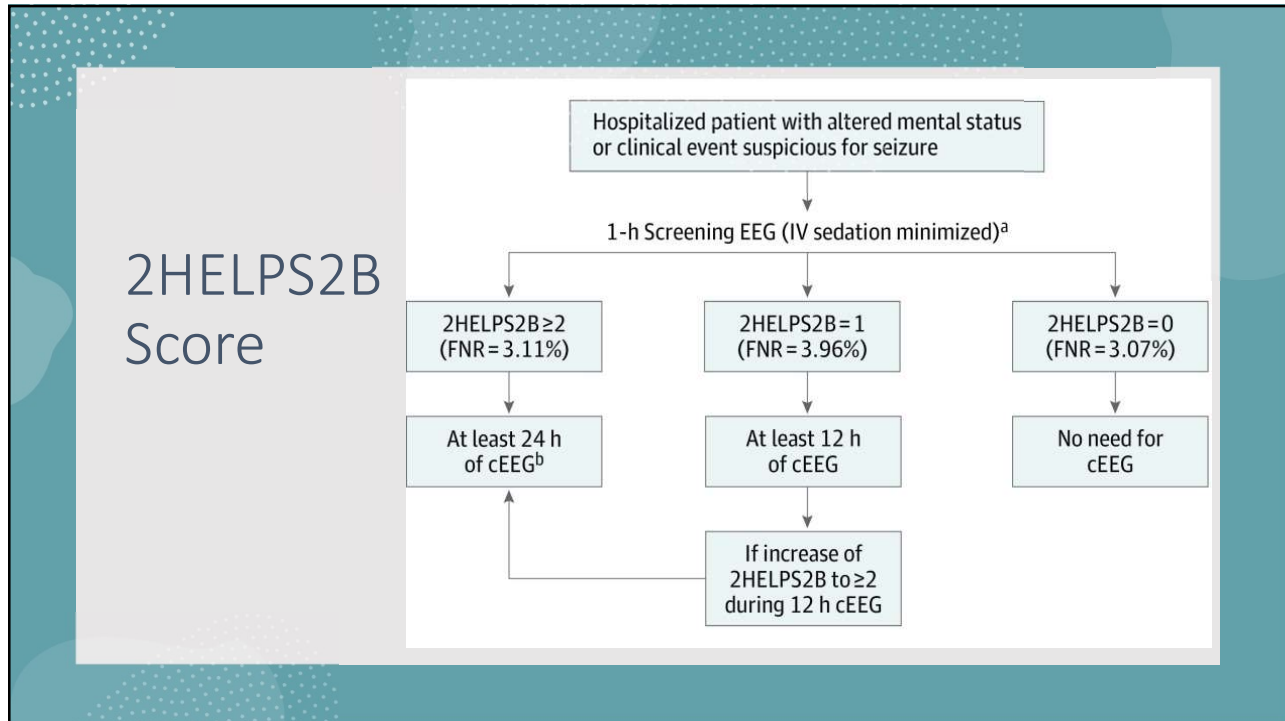 2HELPS2B
Score
Hospitalized patient with altered mental status
or clinical event suspicious for seizure
1-h Screening EEG (IV sedation minimized)a
2HELPS2B ≥2
(FNR = 3.11%)
2HELPS2B = 1
(FNR = 3.96%)
2HELPS2B = 0
(FNR = 3.07%)
At least 24 h
of cEEGb
At least 12 h
of cEEG
No need for
cEEG
If increase of
2HELPS2B to ≥2
during 12 h cEEG